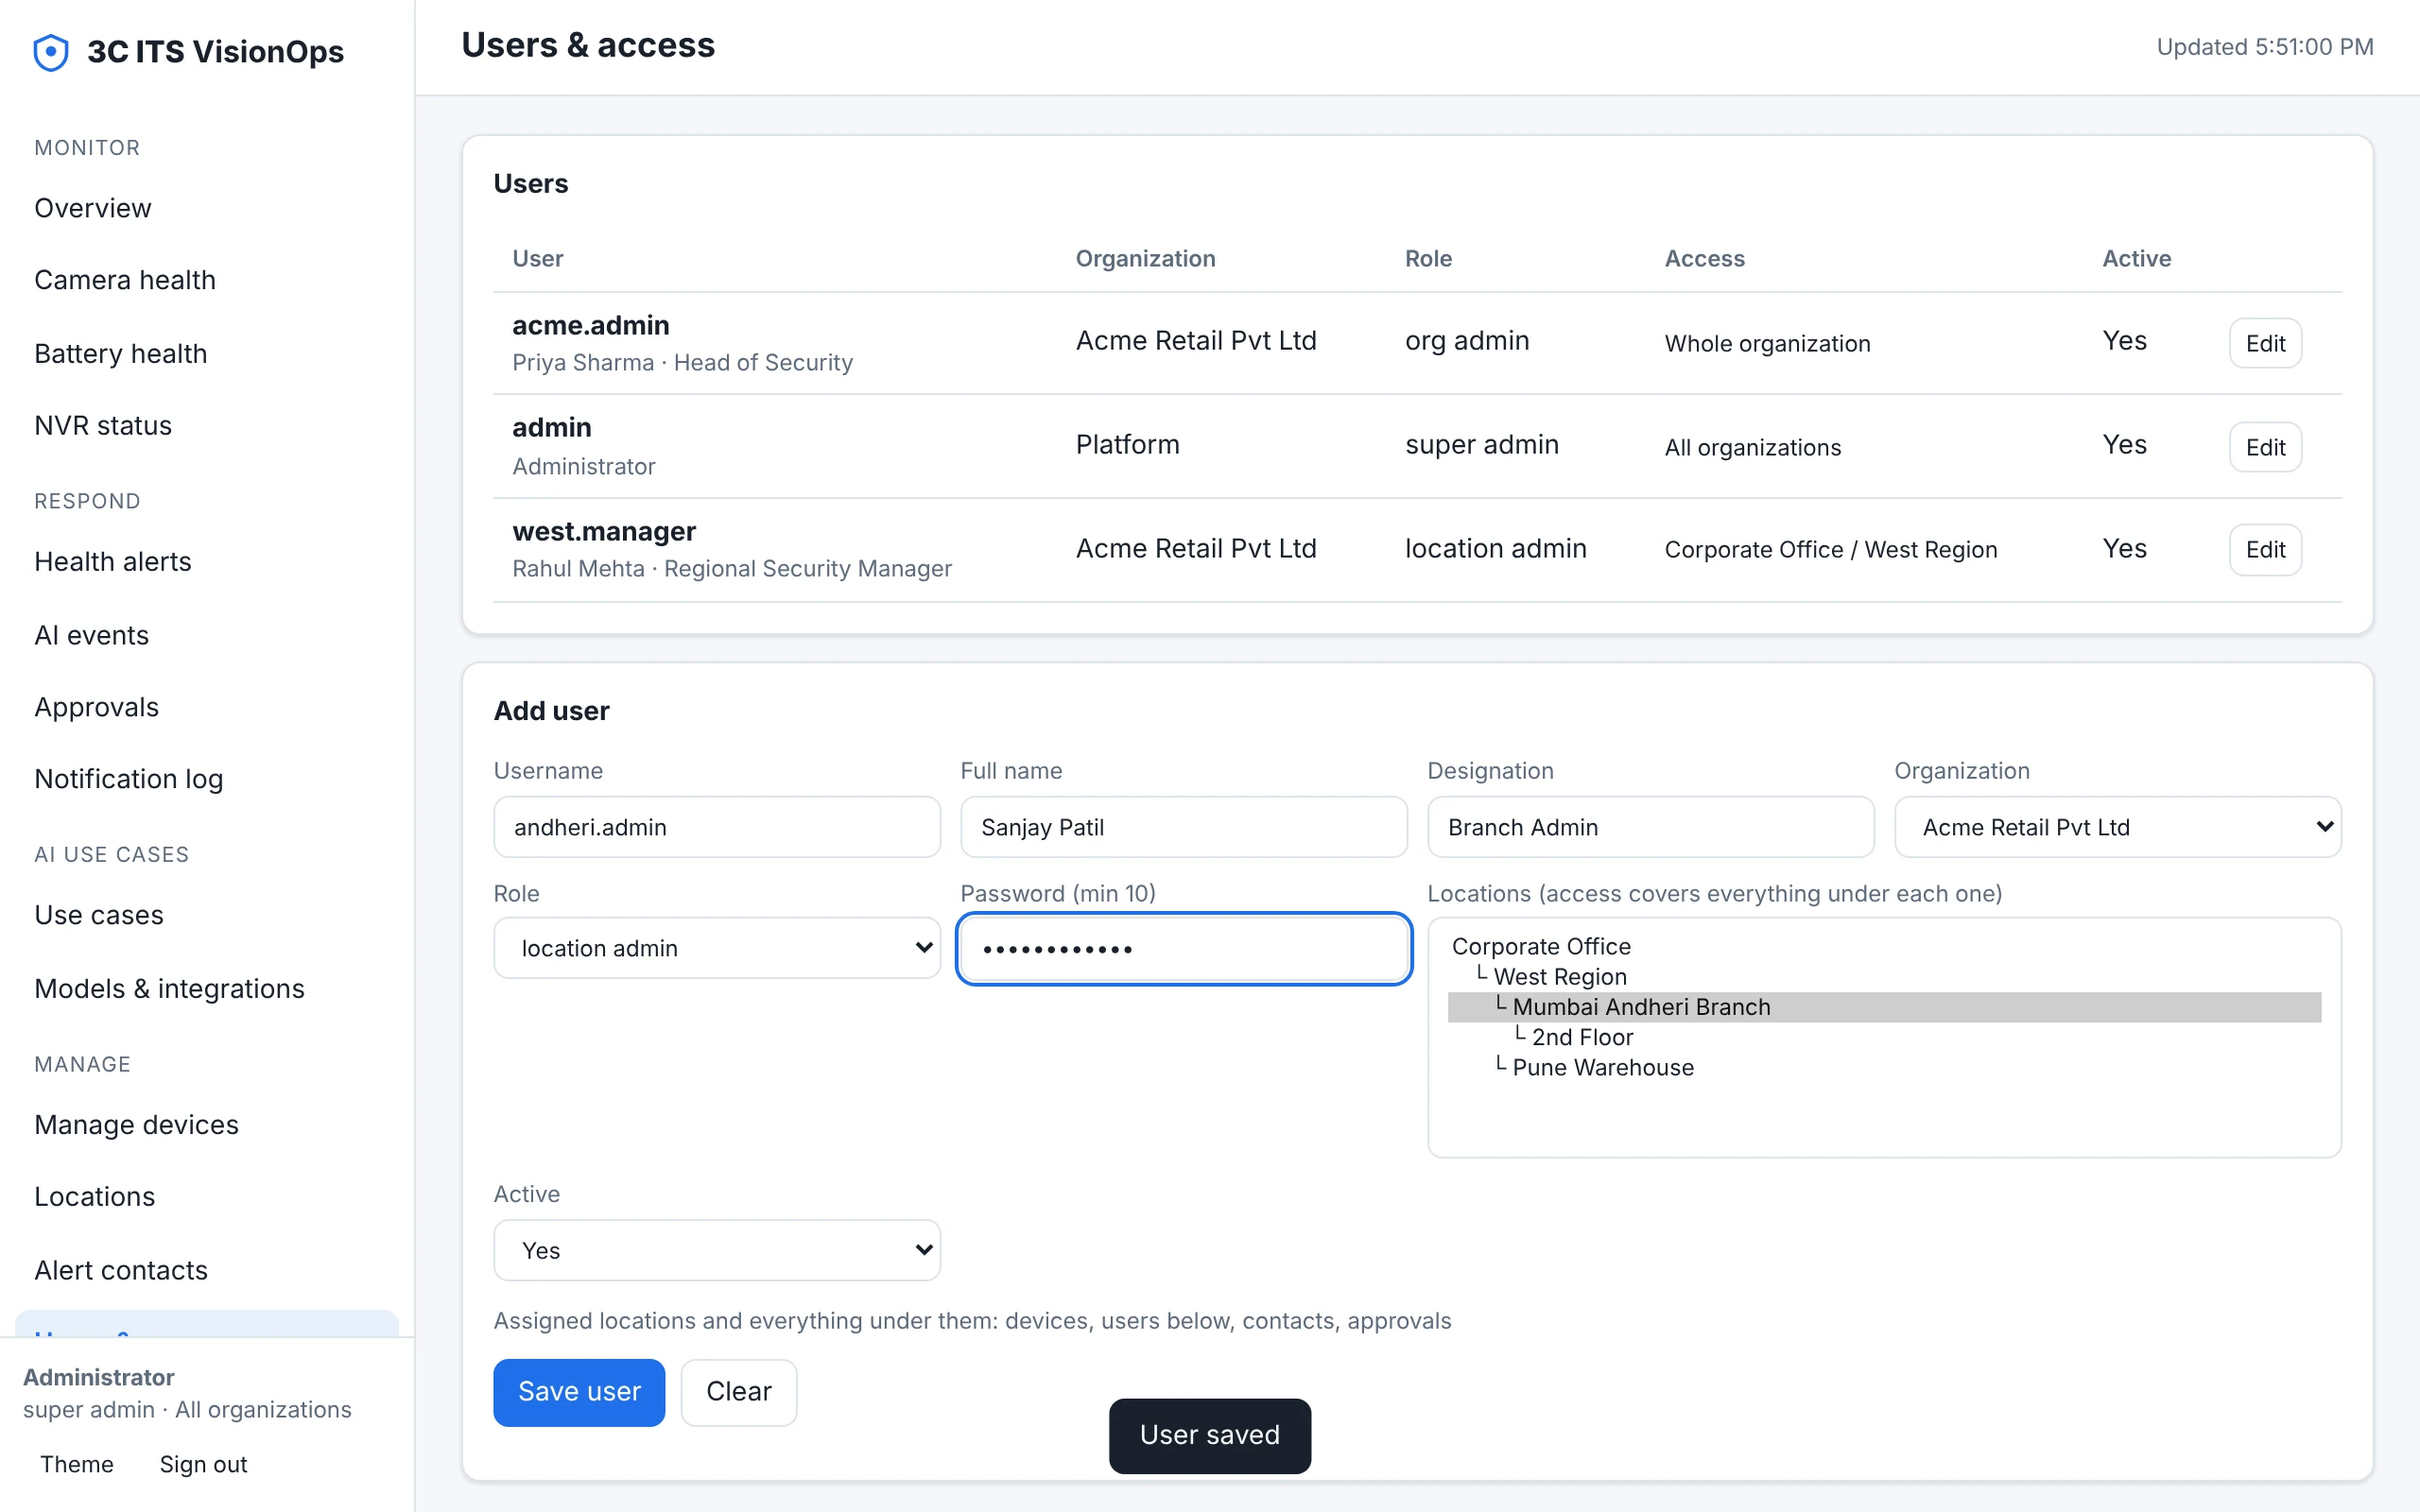 3C ITS VisionOps
MONITOR
Overview
Camera health
Battery health
NVR status
RESPOND
Health alerts
AI events
Approvals
Notification log
AI USE CASES
Use cases
Models & integrations
MANAGE
Manage devices
Locations
Alert contacts
Administrator
super admin · All organizations
Theme Sign out
Users & access
Updated 5:51:00 PM
Users
User Organization Role Access Active
acme.admin
Priya Sharma · Head of Security
Acme Retail Pvt Ltd org admin Whole organization Yes Edit
admin
Administrator
Platform super admin All organizations Yes Edit
west.manager
Rahul Mehta · Regional Security Manager
Acme Retail Pvt Ltd location admin Corporate Office / West Region Yes Edit
Add user
Username Full name Designation Organization
andheri.admin Sanjay Patil Branch Admin Acme Retail Pvt Ltd
Role Password (min 10) Locations (access covers everything under each one)
location admin ••••••••••••
Corporate Office
└ West Region
└ Mumbai Andheri Branch
└ 2nd Floor
└ Pune Warehouse
Active
Yes
Assigned locations and everything under them: devices, users below, contacts, approvals
Save user Clear
User saved